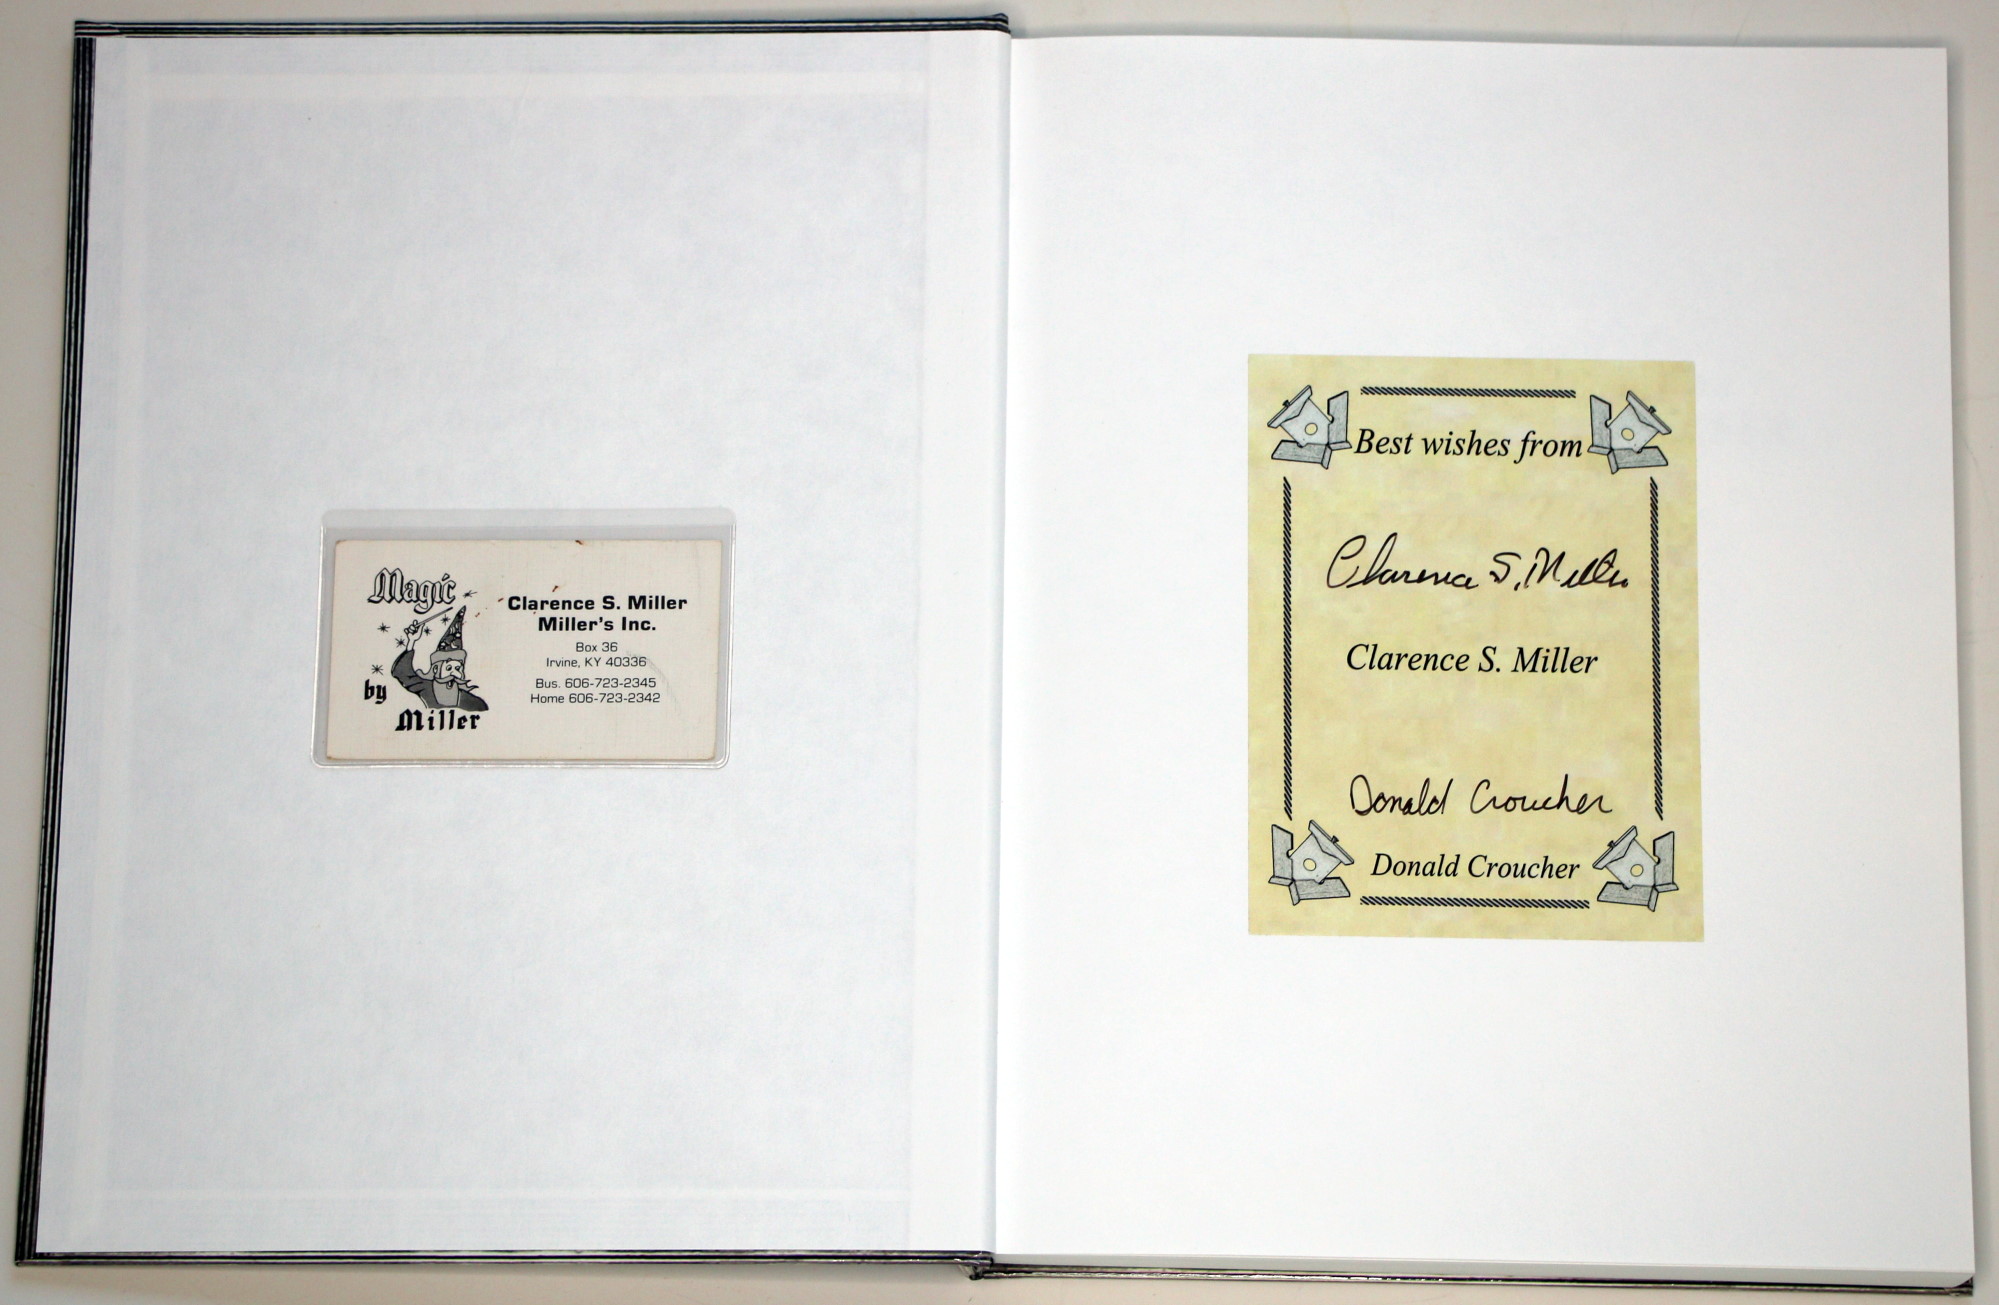 Magic
by
Miller
Clarence S. Miller
Miller's Inc.
Box 36
Irvine, KY 40336
Bus. 606-723-2345
Home 606-723-2342
Best wishes from
Clarence S. Miller
Clarence S. Miller
Donald Croucher
Donald Croucher